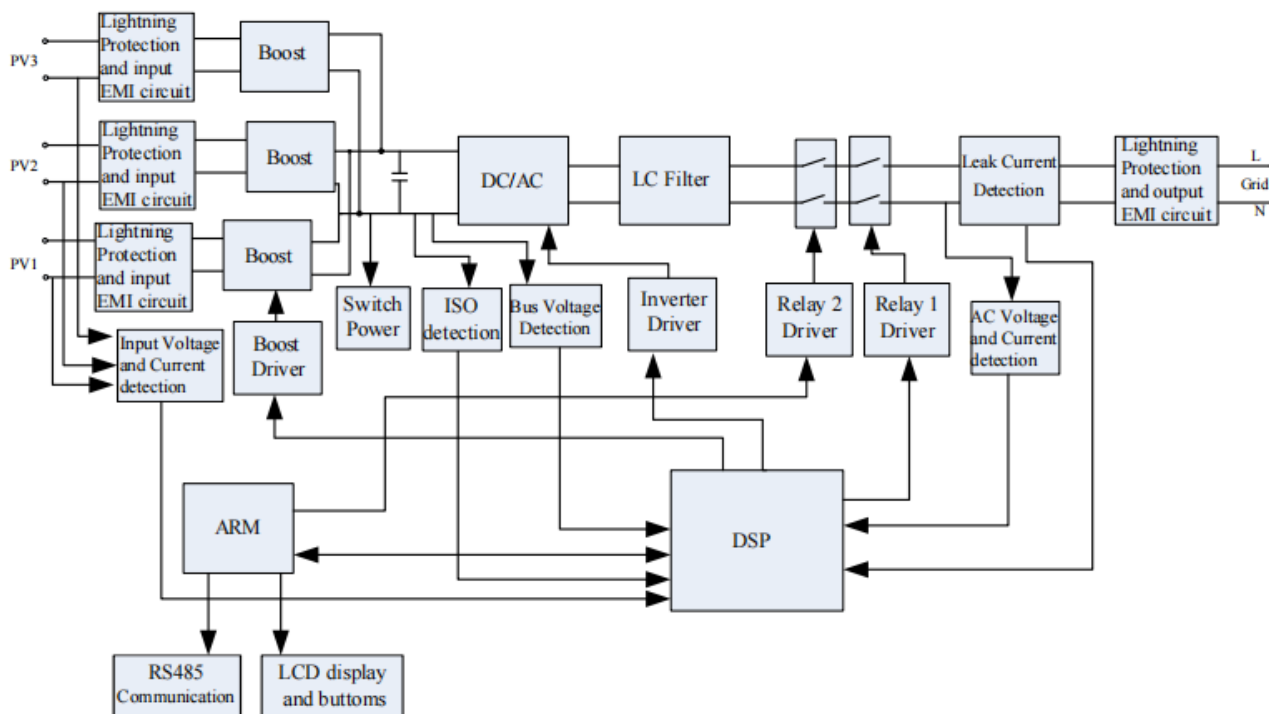 PV3
Lightning
Protection
and input
EMI circuit
Boost
PV2
Lightning
Protection
and input
EMI circuit
Boost
DC/AC
LC Filter
Leak Current
Detection
Lightning
Protection
and output
EMI circuit
L
Grid
N
PV1
Lightning
Protection
and input
EMI circuit
Boost
Switch
Power
ISO
detection
Bus Voltage
Detection
Inverter
Driver
Relay 2
Driver
Relay 1
Driver
AC Voltage
and Current
detection
Input Voltage
and Current
detection
Boost
Driver
ARM
DSP
RS485
Communication
LCD display
and buttoms